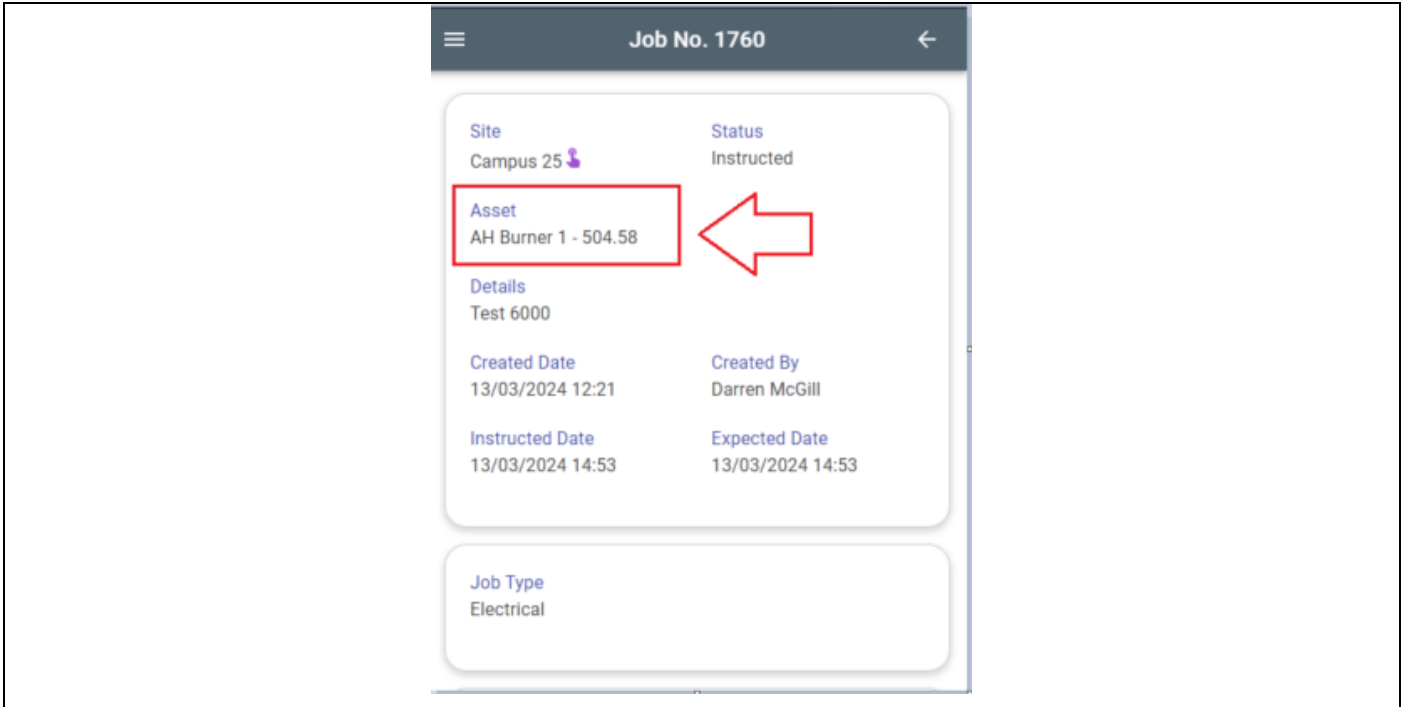 Job No. 1760
Site
Status
Campus 25
Instructed
Asset
AH Burner 1 - 504.58
Details
Test 6000
Created Date
Created By
13/03/2024 12:21
Darren McGill
Instructed Date
Expected Date
13/03/2024 14:53
13/03/2024 14:53
Job Type
Electrical